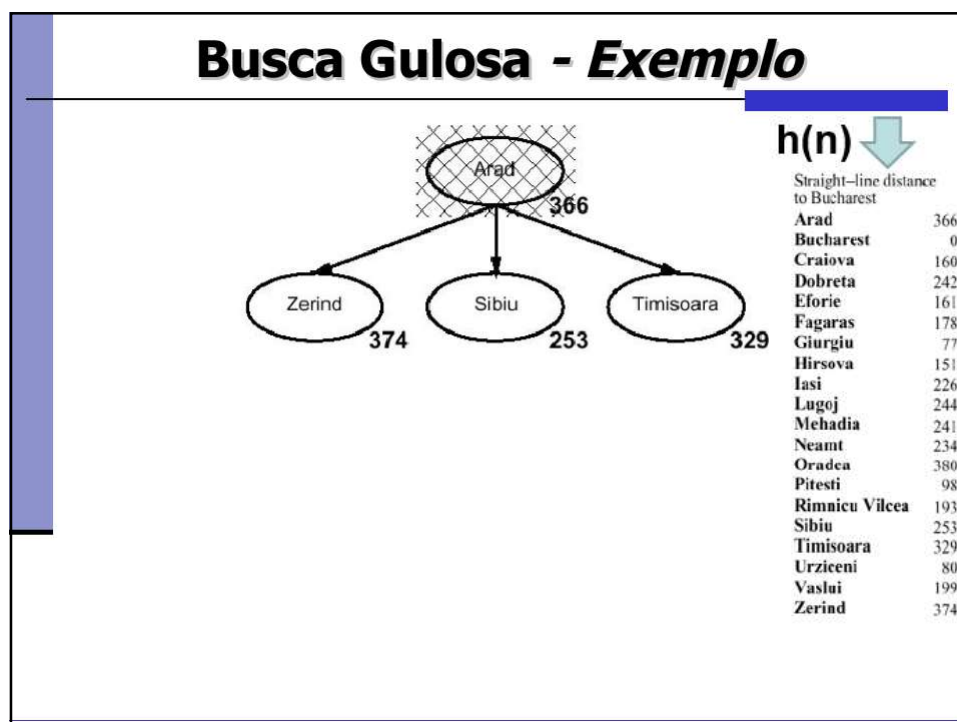 Busca Gulosa - Exemplo
Arad
366
Zerind
374
Sibiu
253
Timisoara
329
h(n)
Straight–line distance
to Bucharest
Arad 366
Bucharest 0
Craiova 160
Dobreta 242
Eforie 161
Fagaras 178
Giurgiu 77
Hirsova 151
Iasi 226
Lugoj 244
Mehadia 241
Neamt 234
Oradea 380
Pitesti 98
Rimnicu Vilcea 193
Sibiu 253
Timisoara 329
Urziceni 80
Vaslui 199
Zerind 374